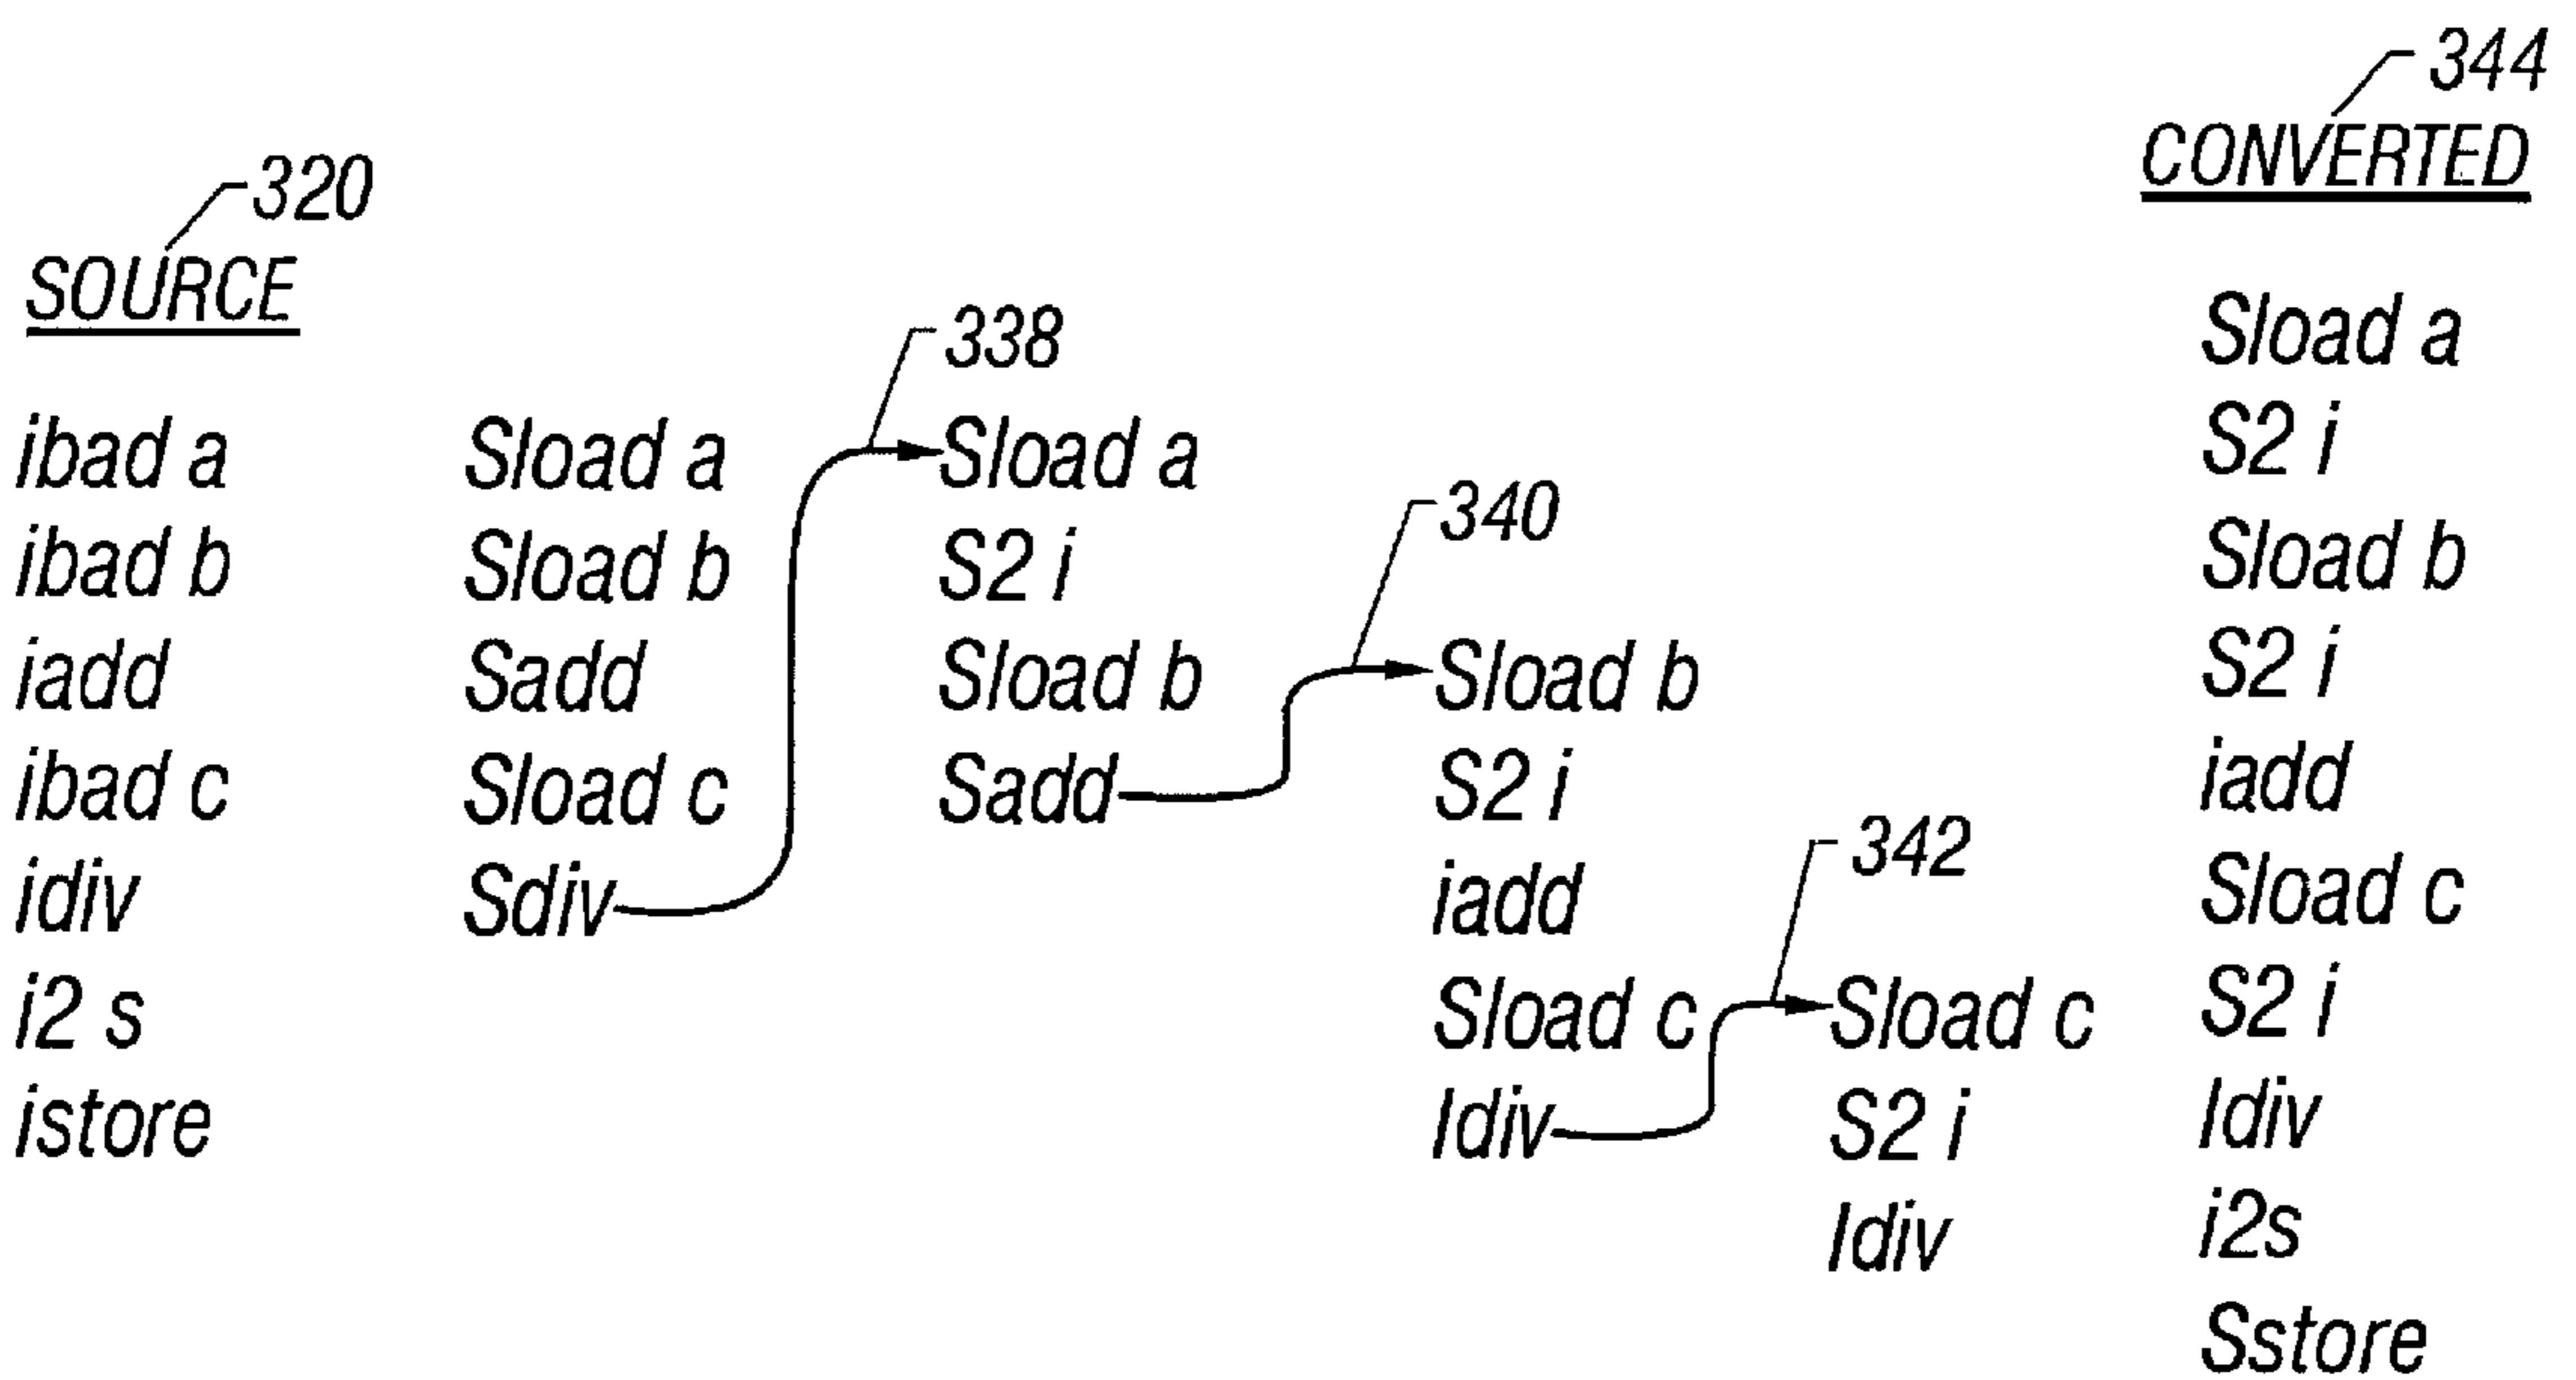 320
SOURCE
ibad a
ibad b
iadd
ibad c
idiv
i2 s
istore
Sload a
Sload b
Sadd
Sload c
Sdiv
338
Sload a
S2 i
Sload b
Sadd
340
Sload b
S2 i
iadd
Sload c
Idiv
342
Sload c
S2 i
Idiv
344
CONVERTED
Sload a
S2 i
Sload b
S2 i
iadd
Sload c
S2 i
Idiv
i2s
Sstore